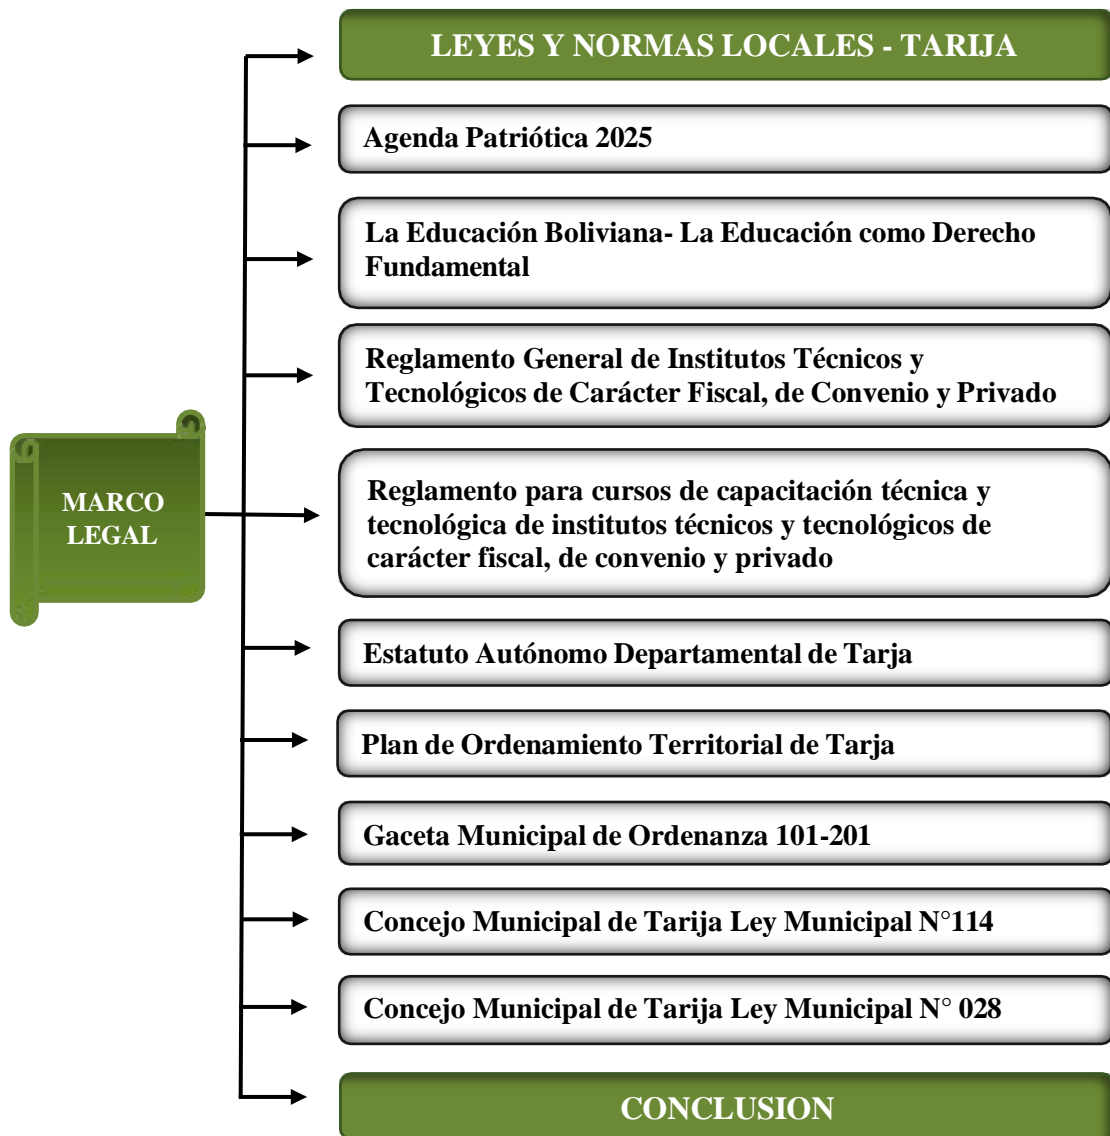 LEYES Y NORMAS LOCALES - TARIJA
Agenda Patriótica 2025
La Educación Boliviana- La Educación como Derecho
Fundamental
Reglamento General de Institutos Técnicos y
Tecnológicos de Carácter Fiscal, de Convenio y Privado
MARCO
LEGAL
Reglamento para cursos de capacitación técnica y
tecnológica de institutos técnicos y tecnológicos de
carácter fiscal, de convenio y privado
Estatuto Autónomo Departamental de Tarja
Plan de Ordenamiento Territorial de Tarja
Gaceta Municipal de Ordenanza 101-201
Concejo Municipal de Tarija Ley Municipal N°114
Concejo Municipal de Tarija Ley Municipal N° 028
CONCLUSION